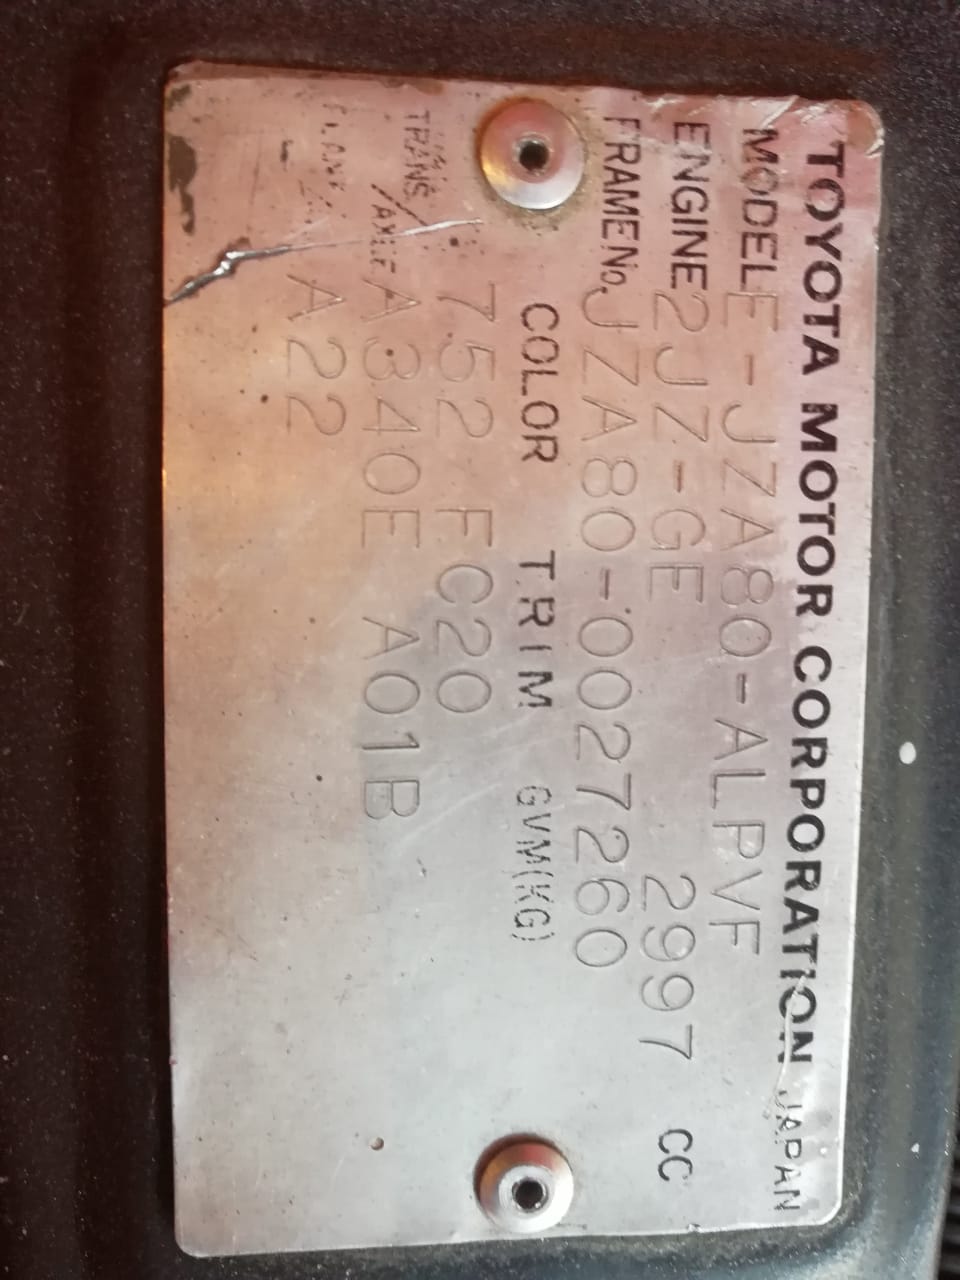 TOYOTA MOTOR CORPORATION JAPAN
MODEL E-JZA80-ALPVF
ENGINE 2JZ-GE 2997 CC
FRAME No. JZA80-0027260
COLOR TRIM GVM(KG)
752 FC20
TRANS/AXLE A340E A01B
A22